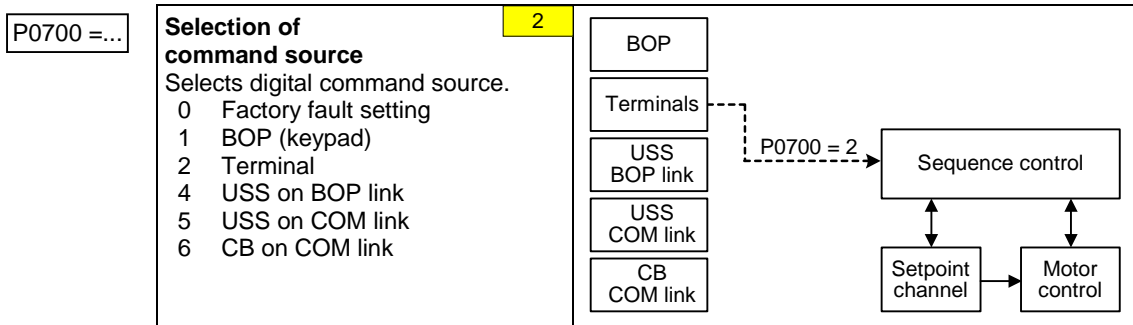 P0700 =...
Selection of
command source
2
Selects digital command source.
0 Factory fault setting
1 BOP (keypad)
2 Terminal
4 USS on BOP link
5 USS on COM link
6 CB on COM link
BOP
Terminals
USS
BOP link
USS
COM link
CB
COM link
P0700 = 2
Sequence control
Setpoint
channel
Motor
control